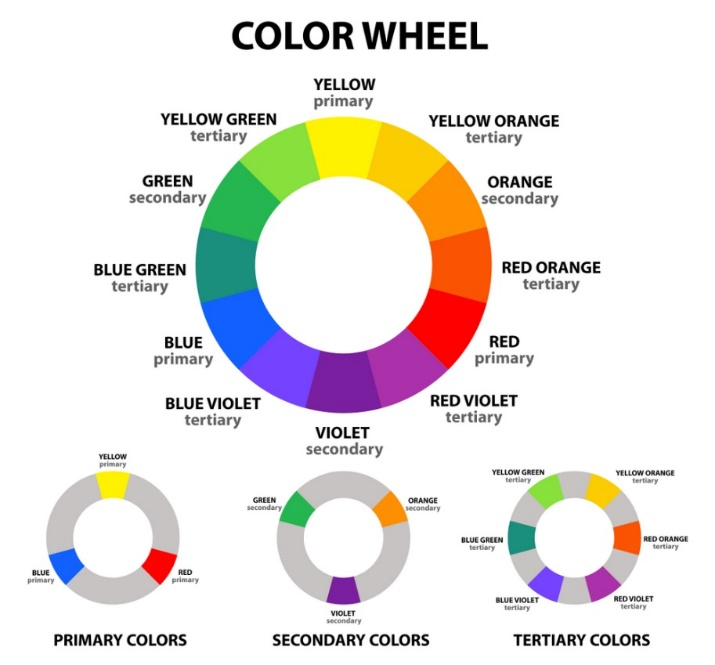 COLOR WHEEL
YELLOW
primary
YELLOW GREEN
tertiary
YELLOW ORANGE
tertiary
GREEN
secondary
ORANGE
secondary
BLUE GREEN
tertiary
RED ORANGE
tertiary
BLUE
primary
RED
primary
BLUE VIOLET
tertiary
RED VIOLET
tertiary
VIOLET
secondary
YELLOW
primary
BLUE
primary
RED
primary
PRIMARY COLORS
GREEN
secondary
ORANGE
secondary
VIOLET
secondary
SECONDARY COLORS
YELLOW GREEN
tertiary
YELLOW ORANGE
tertiary
BLUE GREEN
tertiary
RED ORANGE
tertiary
BLUE VIOLET
tertiary
RED VIOLET
tertiary
TERTIARY COLORS